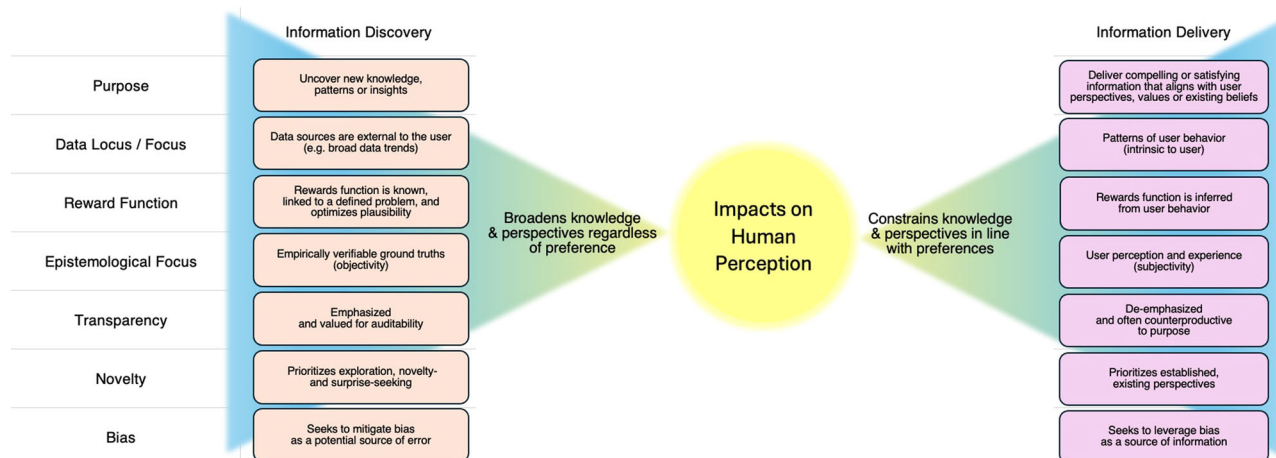 Information Discovery
Information Delivery
Purpose
Uncover new knowledge,
patterns or insights
Deliver compelling or satisfying
information that aligns with user
perspectives, values or existing beliefs
Data Locus / Focus
Data sources are external to the user
(e.g. broad data trends)
Patterns of user behavior
(intrinsic to user)
Reward Function
Rewards function is known,
linked to a defined problem, and
optimizes plausibility
Rewards function is inferred
from user behavior
Broadens knowledge
& perspectives regardless
of preference
Impacts on
Human
Perception
Constrains knowledge
& perspectives in line
with preferences
Epistemological Focus
Empirically verifiable ground truths
(objectivity)
User perception and experience
(subjectivity)
Transparency
Emphasized
and valued for auditability
De-emphasized
and often counterproductive
to purpose
Novelty
Prioritizes exploration, novelty-
and surprise-seeking
Prioritizes established,
existing perspectives
Bias
Seeks to mitigate bias
as a potential source of error
Seeks to leverage bias
as a source of information